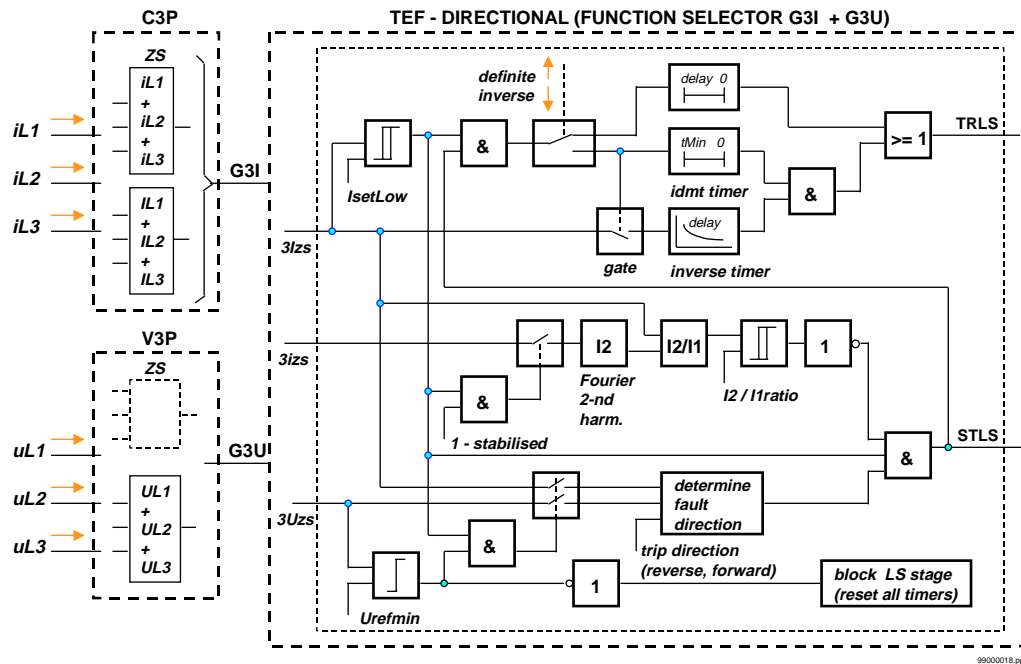 C3P
TEF - DIRECTIONAL (FUNCTION SELECTOR G3I + G3U)
ZS
iL1
+
iL2
+
iL3
IL1
+
IL2
+
IL3
iL1
iL2
iL3
G3I
V3P
ZS
UL1
+
UL2
+
UL3
uL1
uL2
uL3
G3U
definite
inverse
delay 0
&
>= 1
TRLS
IsetLow
tMin 0
idmt timer
&
3Izs
gate
delay
inverse timer
3izs
I2
I2/I1
1
Fourier
2-nd
harm.
I2 / I1ratio
&
1 - stabilised
STLS
&
3Uzs
determine
fault
direction
&
trip direction
(reverse, forward)
Urefmin
1
block LS stage
(reset all timers)